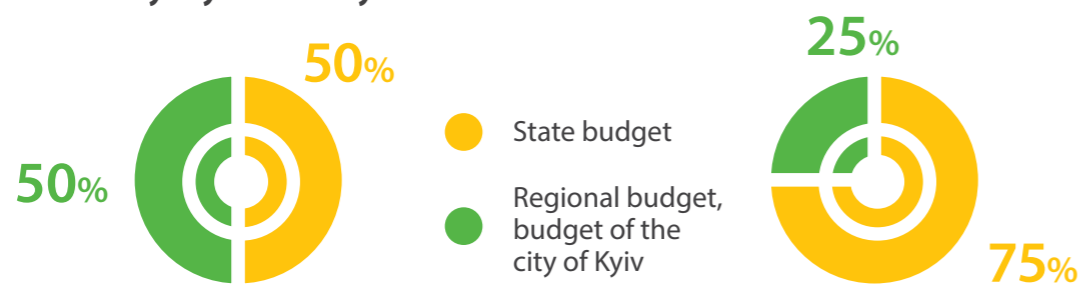 50%
50%
State budget
Regional budget,
budget of the
city of Kyiv
25%
75%